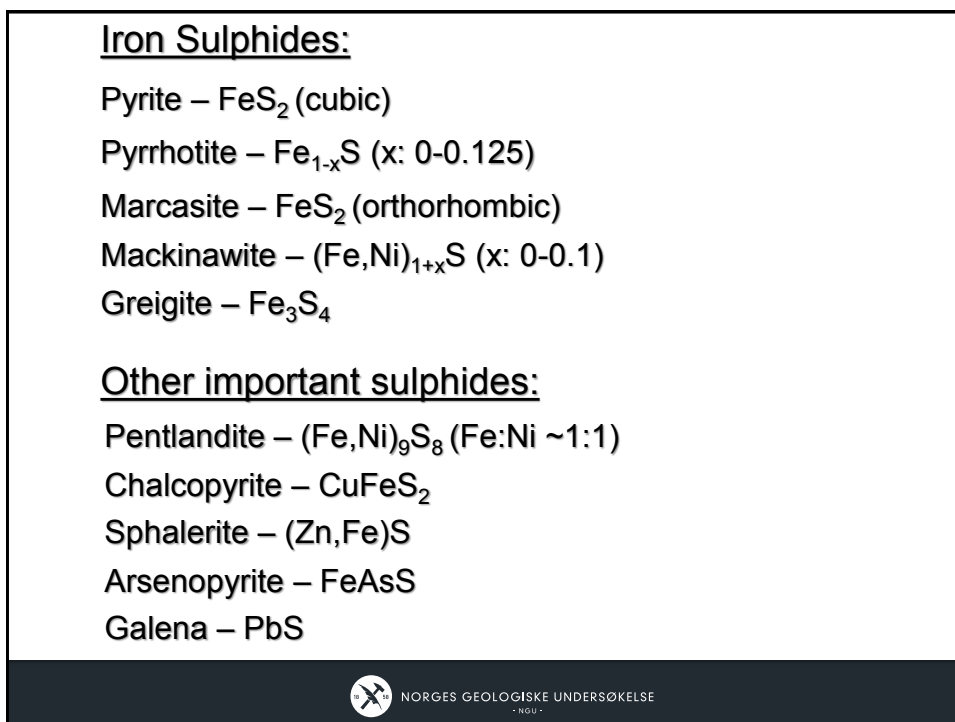 Iron Sulphides:
Pyrite – FeS₂ (cubic)
Pyrrhotite – Fe₁₋ₓS (x: 0-0.125)
Marcasite – FeS₂ (orthorhombic)
Mackinawite – (Fe,Ni)₁₊ₓS (x: 0-0.1)
Greigite – Fe₃S₄
Other important sulphides:
Pentlandite – (Fe,Ni)₉S₈ (Fe:Ni ~1:1)
Chalcopyrite – CuFeS₂
Sphalerite – (Zn,Fe)S
Arsenopyrite – FeAsS
Galena – PbS
18 58 NORGES GEOLOGISKE UNDERSØKELSE
- NGU -